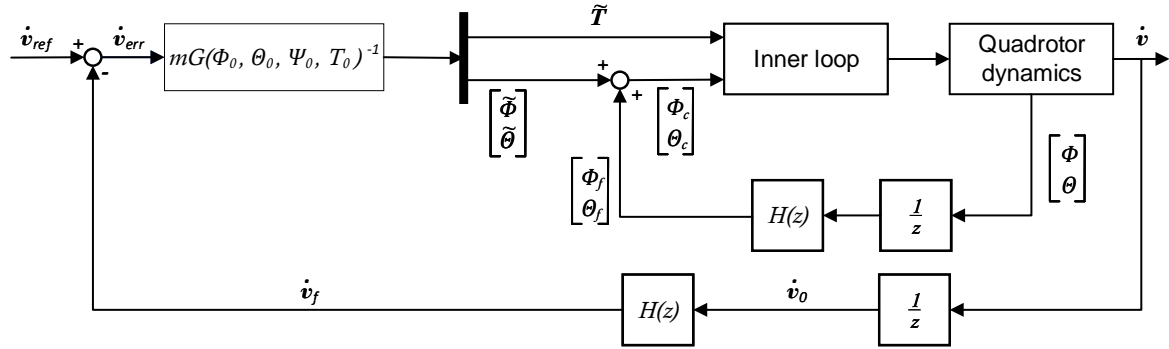 v̇ref
+
-
v̇err
mG(Φ0, Θ0, Ψ0, T0)⁻¹
T̃
Φ̃
Θ̃
+
+
Φc
Θc
Inner loop
Quadrotor
dynamics
v̇
Φ
Θ
Φf
Θf
H(z)
1
z
v̇f
H(z)
v̇0
1
z